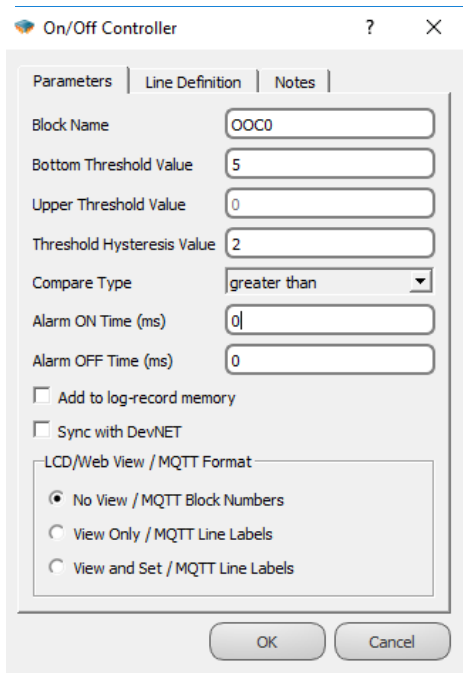 On/Off Controller ?
Parameters Line Definition Notes
Block Name OOC0
Bottom Threshold Value 5
Upper Threshold Value 0
Threshold Hysteresis Value 2
Compare Type greater than
Alarm ON Time (ms) 0
Alarm OFF Time (ms) 0
Add to log-record memory
Sync with DevNET
LCD/Web View / MQTT Format
No View / MQTT Block Numbers
View Only / MQTT Line Labels
View and Set / MQTT Line Labels
OK Cancel